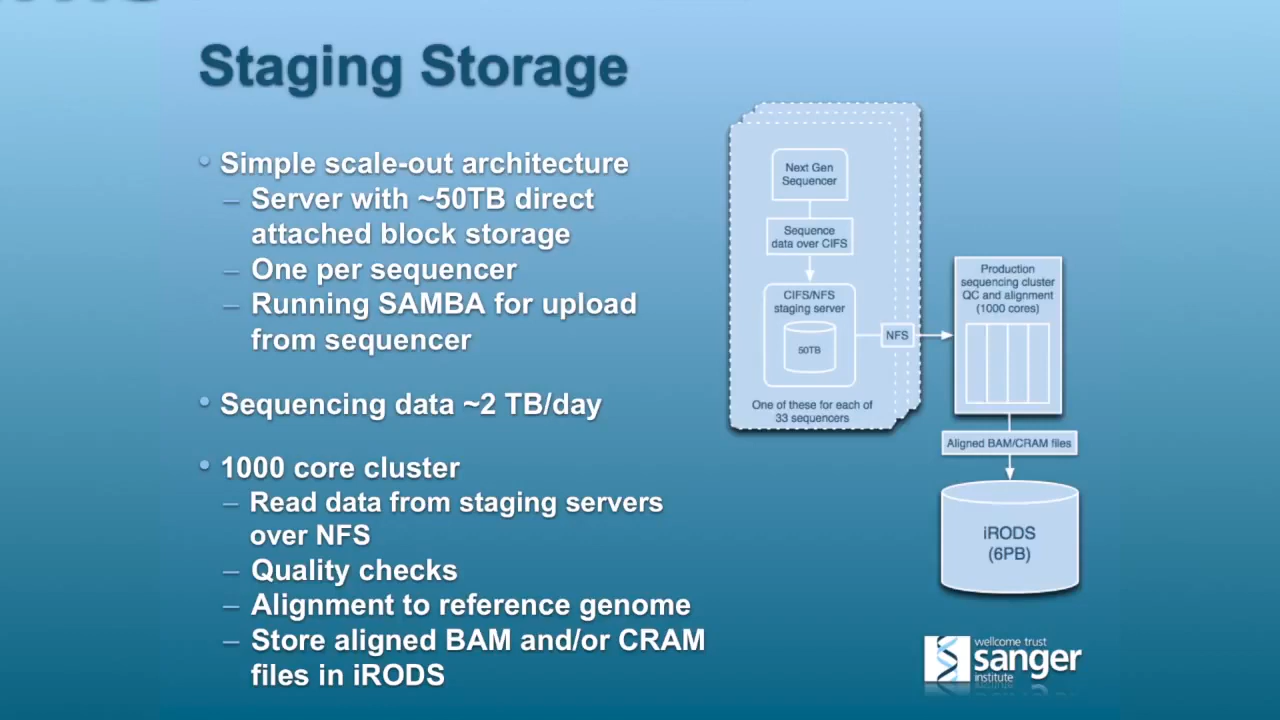 Staging Storage
• Simple scale-out architecture
– Server with ~50TB direct
attached block storage
– One per sequencer
– Running SAMBA for upload
from sequencer
• Sequencing data ~2 TB/day
• 1000 core cluster
– Read data from staging servers
over NFS
– Quality checks
– Alignment to reference genome
– Store aligned BAM and/or CRAM
files in iRODS
Next Gen
Sequencer
Sequence
data over CIFS
CIFS/NFS
staging server
50TB
One of these for each of
33 sequencers
NFS
Production
sequencing cluster
QC and alignment
(1000 cores)
Aligned BAM/CRAM files
iRODS
(6PB)
wellcome trust
sanger
institute